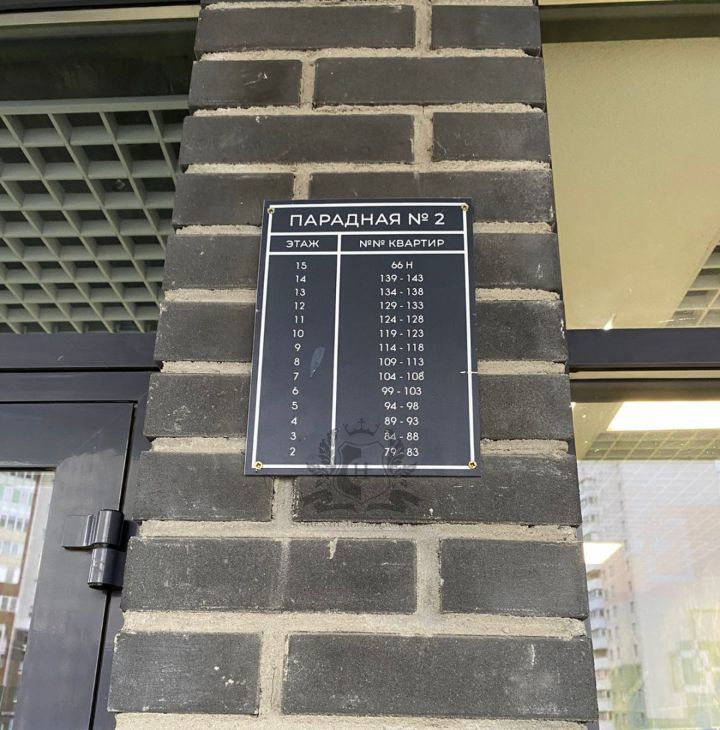 ПАРАДНАЯ № 2
ЭТАЖ №№ КВАРТИР
15 66 Н
14 139 - 143
13 134 - 138
12 129 - 133
11 124 - 128
10 119 - 123
9 114 - 118
8 109 - 113
7 104 - 108
6 99 - 103
5 94 - 98
4 89 - 93
3 84 - 88
2 79 - 83